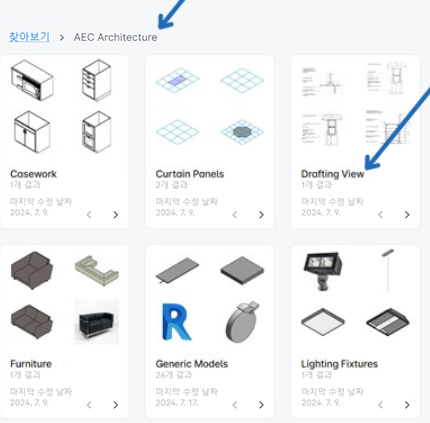 찾아보기 > AEC Architecture
Casework
1개 결과
마지막 수정 날짜
2024. 7. 9.
Curtain Panels
2개 결과
마지막 수정 날짜
2024. 7. 9.
Drafting View
1개 결과
마지막 수정 날짜
2024. 7. 9.
Furniture
1개 결과
마지막 수정 날짜
2024. 7. 9.
Generic Models
26개 결과
마지막 수정 날짜
2024. 7. 17.
Lighting Fixtures
1개 결과
마지막 수정 날짜
2024. 7. 9.